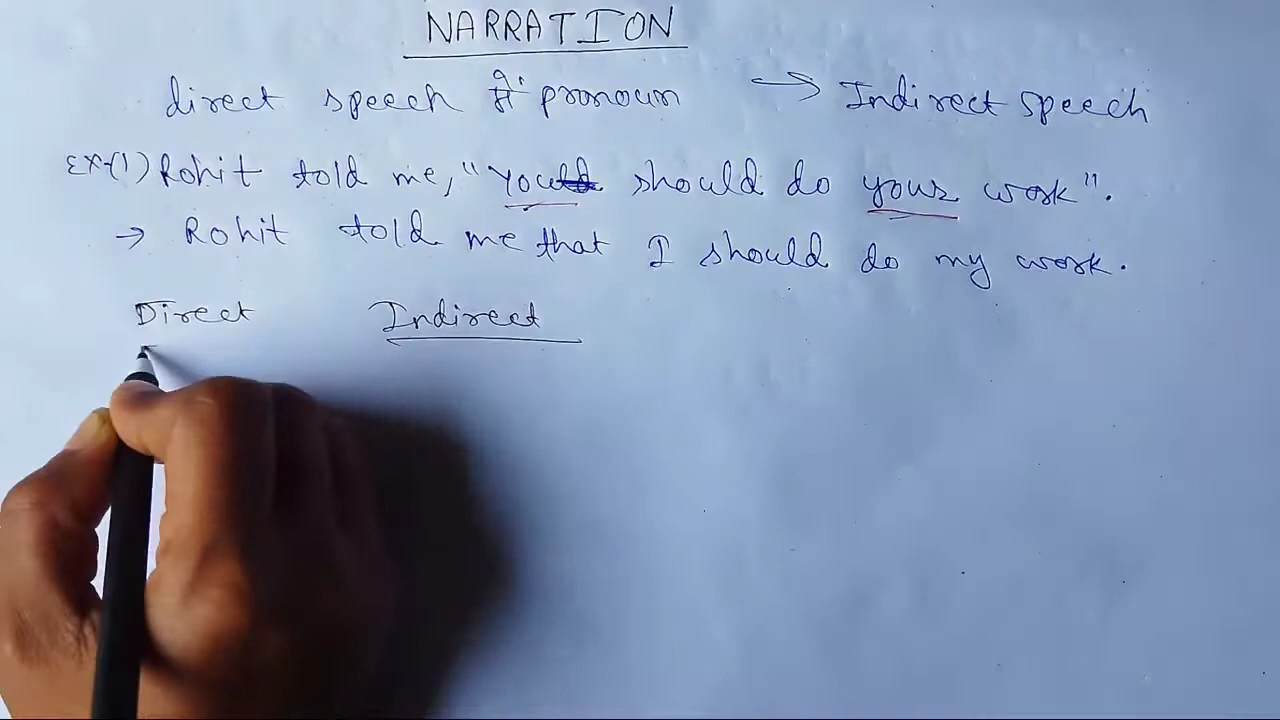 NARRATION
direct speech में pronoun → Indirect speech
Ex-(1) Rohit told me, "You should do your work".
→ Rohit told me that I should do my work.
Direct Indirect